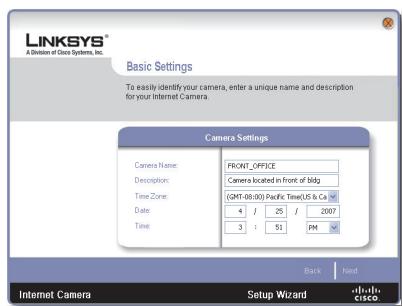 LINKSYS®
A Division of Cisco Systems, Inc.
Basic Settings
To easily identify your camera, enter a unique name and description
for your Internet Camera.
Camera Settings
Camera Name: FRONT_OFFICE
Description: Camera located in front of bldg
Time Zone: (GMT-08:00) Pacific Time(US & Ca
Date: 4 / 25 / 2007
Time: 3 : 51 PM
Back Next
Internet Camera Setup Wizard CISCO.